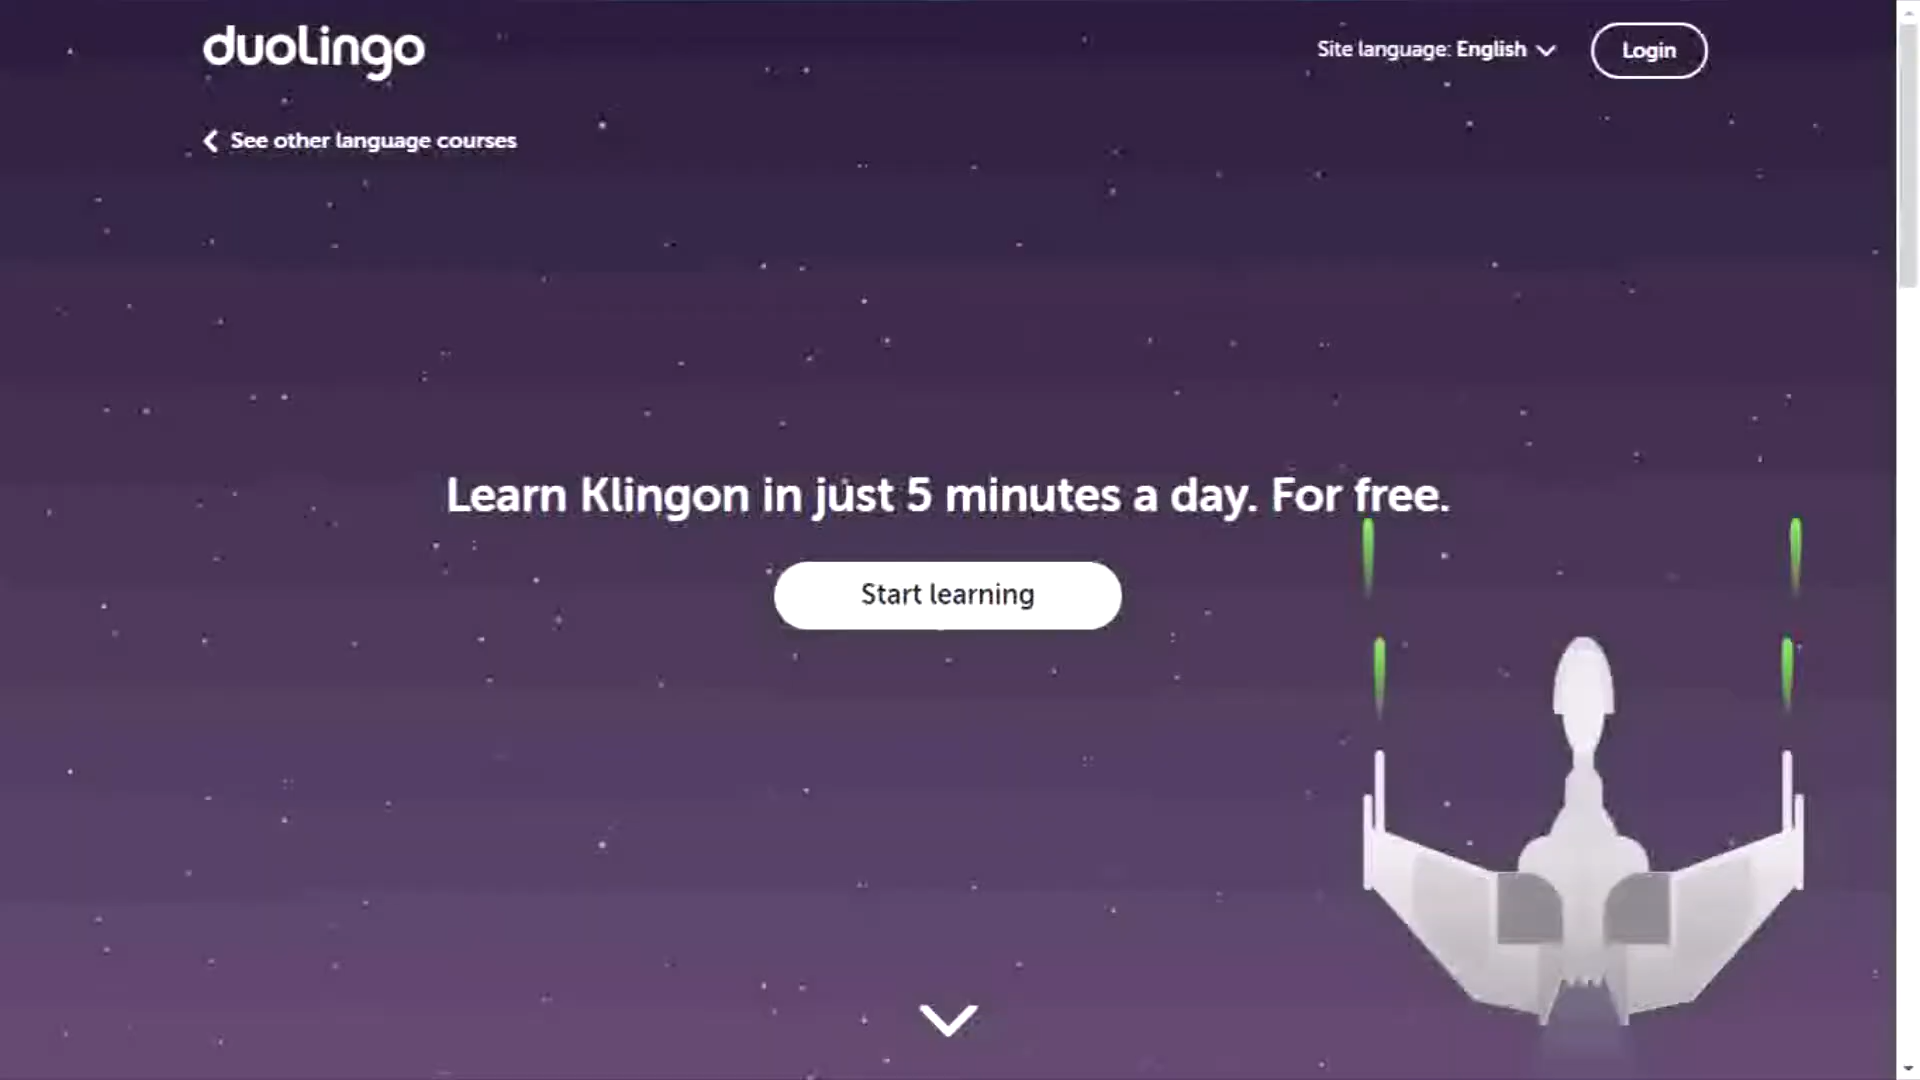 duolingo
Site language: English
Login
See other language courses
Learn Klingon in just 5 minutes a day. For free.
Start learning